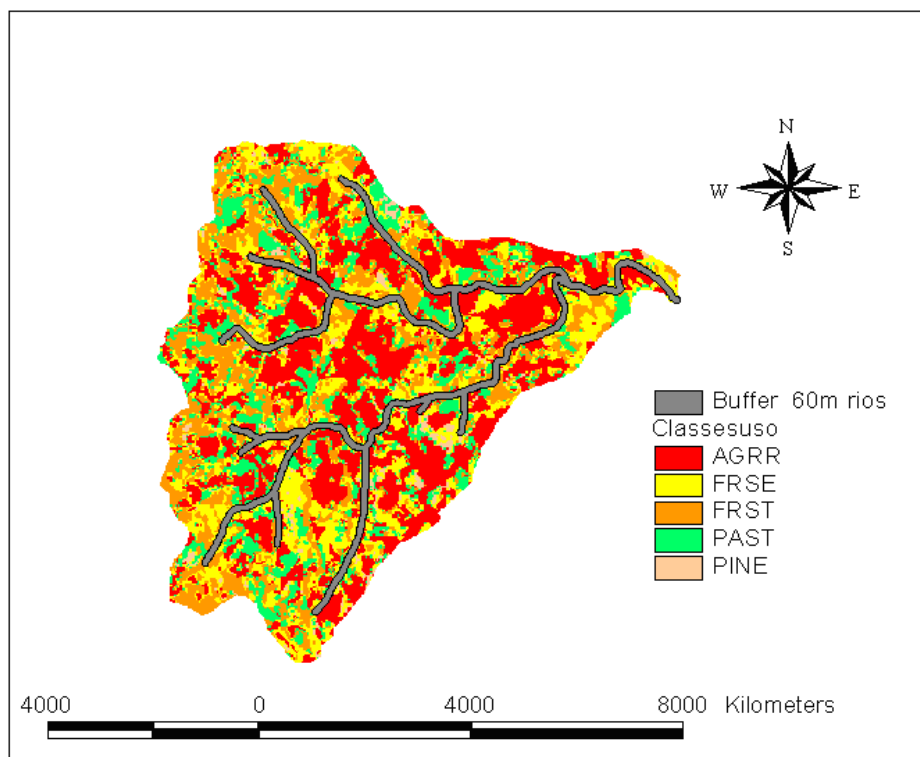 N
W E
S
Buffer 60m rios
Classesuso
AGRR
FRSE
FRST
PAST
PINE
4000 0 4000 8000 Kilometers